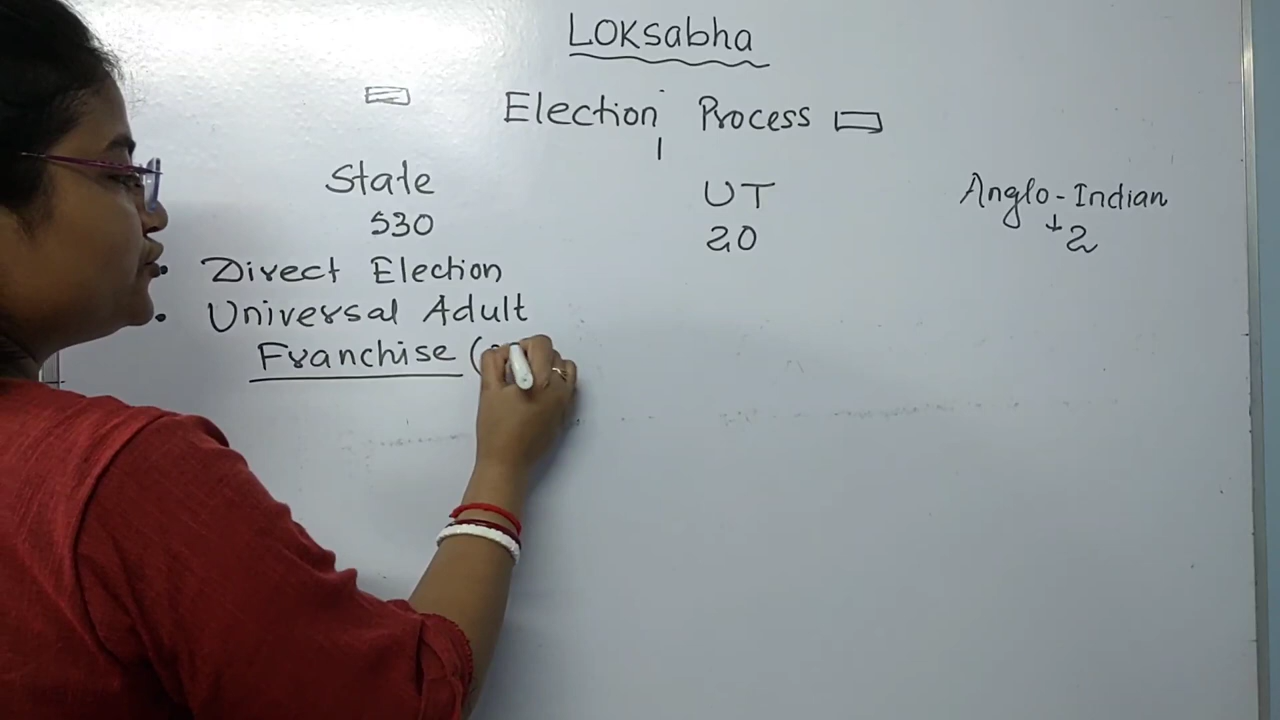 Loksabha
Election Process
State
530
UT
20
Anglo-Indian
2
• Direct Election
• Universal Adult
Franchise (